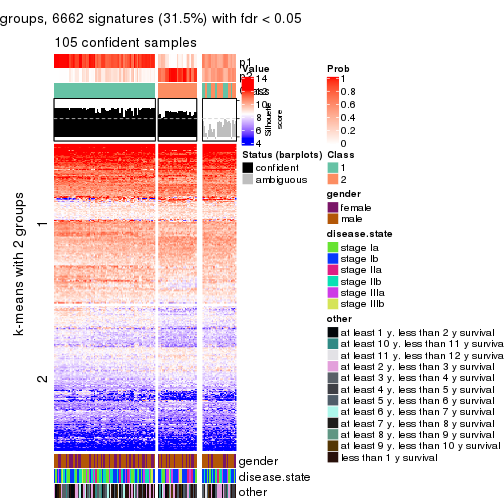 groups, 6662 signatures (31.5%) with fdr < 0.05
105 confident samples
p1
p2
Value
14
12
10
8
6
4
Silhouette
score
k-means with 2 groups
1
2
Status (barplots)
confident
ambiguous
Prob
1
0.8
0.6
0.4
0.2
0
Class
1
2
gender
female
male
disease.state
stage Ia
stage Ib
stage IIa
stage IIb
stage IIIa
stage IIIb
other
at least 1 y. less than 2 y survival
at least 10 y. less than 11 y survival
at least 11 y. less than 12 y survival
at least 2 y. less than 3 y survival
at least 3 y. less than 4 y survival
at least 4 y. less than 5 y survival
at least 5 y. less than 6 y survival
at least 6 y. less than 7 y survival
at least 7 y. less than 8 y survival
at least 8 y. less than 9 y survival
at least 9 y. less than 10 y survival
less than 1 y survival
gender
disease.state
other